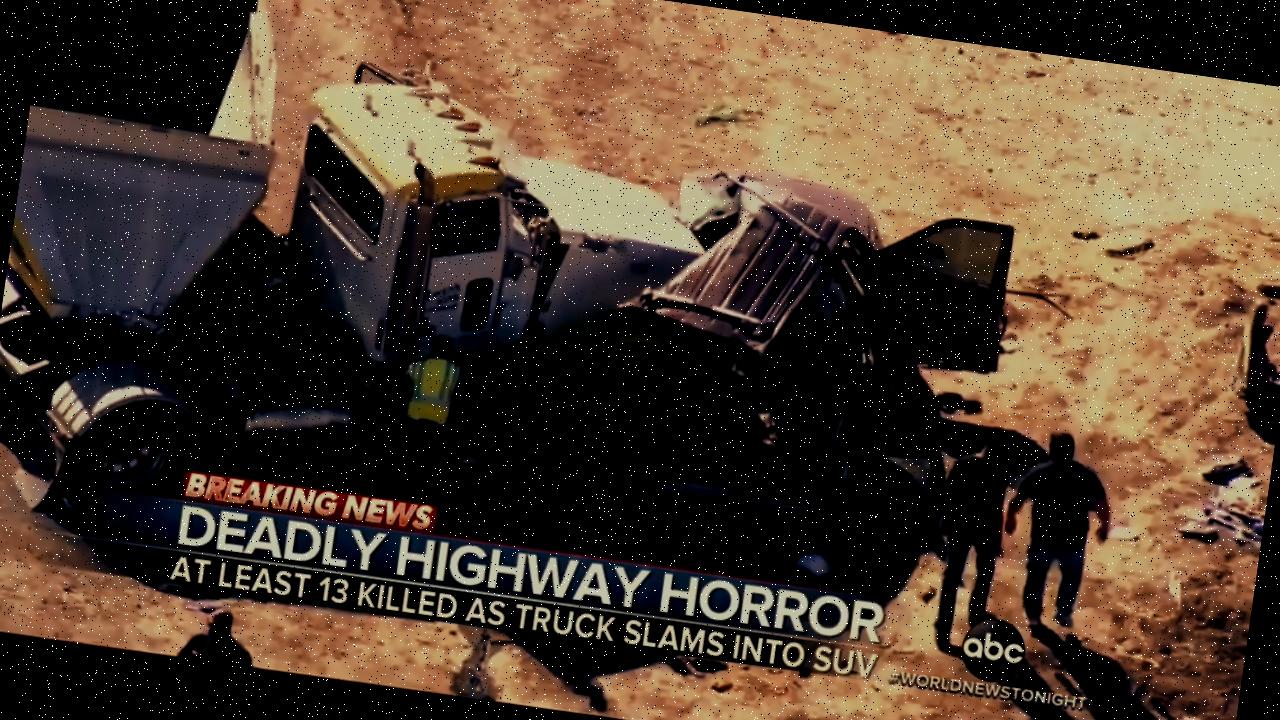 BREAKING NEWS
DEADLY HIGHWAY HORROR
AT LEAST 13 KILLED AS TRUCK SLAMS INTO SUV
abc
#WORLDNEWSTONIGHT